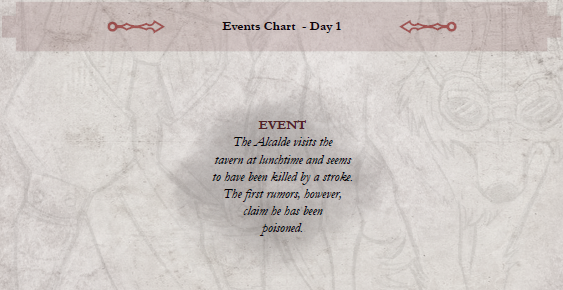 Events Chart - Day 1
EVENT
The Alcalde visits the
tavern at lunchtime and seems
to have been killed by a stroke.
The first rumors, however,
claim he has been
poisoned.